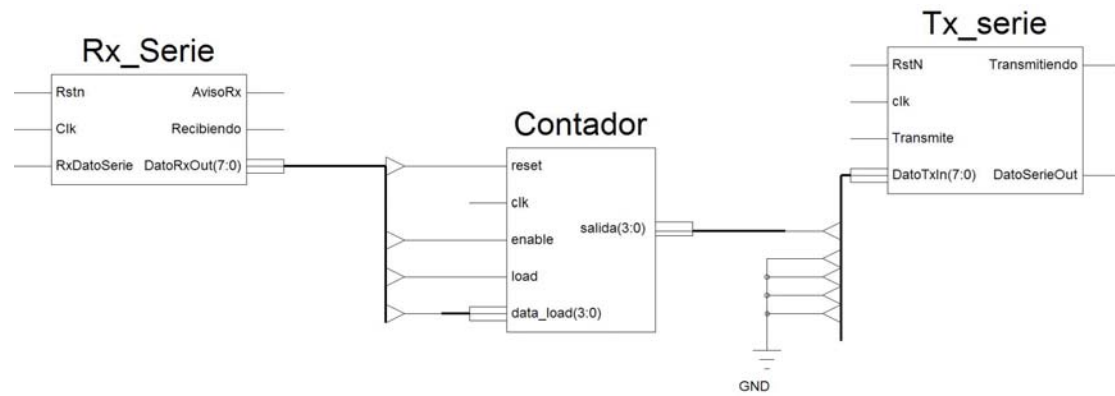 Rx_Serie
Rstn
AvisoRx
Clk
Recibiendo
RxDatoSerie
DatoRxOut(7:0)
Contador
reset
clk
salida(3:0)
enable
load
data_load(3:0)
Tx_serie
RstN
Transmitiendo
clk
Transmite
DatoTxIn(7:0)
DatoSerieOut
GND